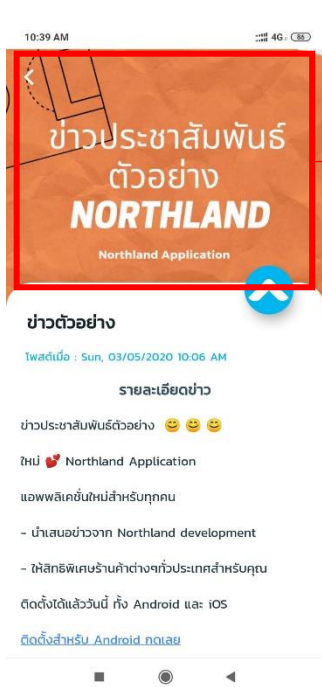 10:39 AM
4G
86
ข่าวประชาสัมพันธ์
ตัวอย่าง
NORTHLAND
Northland Application
ข่าวตัวอย่าง
โพสต์เมื่อ : Sun, 03/05/2020 10:06 AM
รายละเอียดข่าว
ข่าวประชาสัมพันธ์ตัวอย่าง 😊 😊 😊
ใหม่ 💕 Northland Application
แอพพลิเคชั่นใหม่สำหรับทุกคน
- นำเสนอข่าวจาก Northland development
- ให้สิทธิพิเศษร้านค้าต่างๆทั่วประเทศสำหรับคุณ
ติดตั้งได้แล้ววันนี้ ทั้ง Android และ iOS
ติดตั้งสำหรับ Android กดเลย